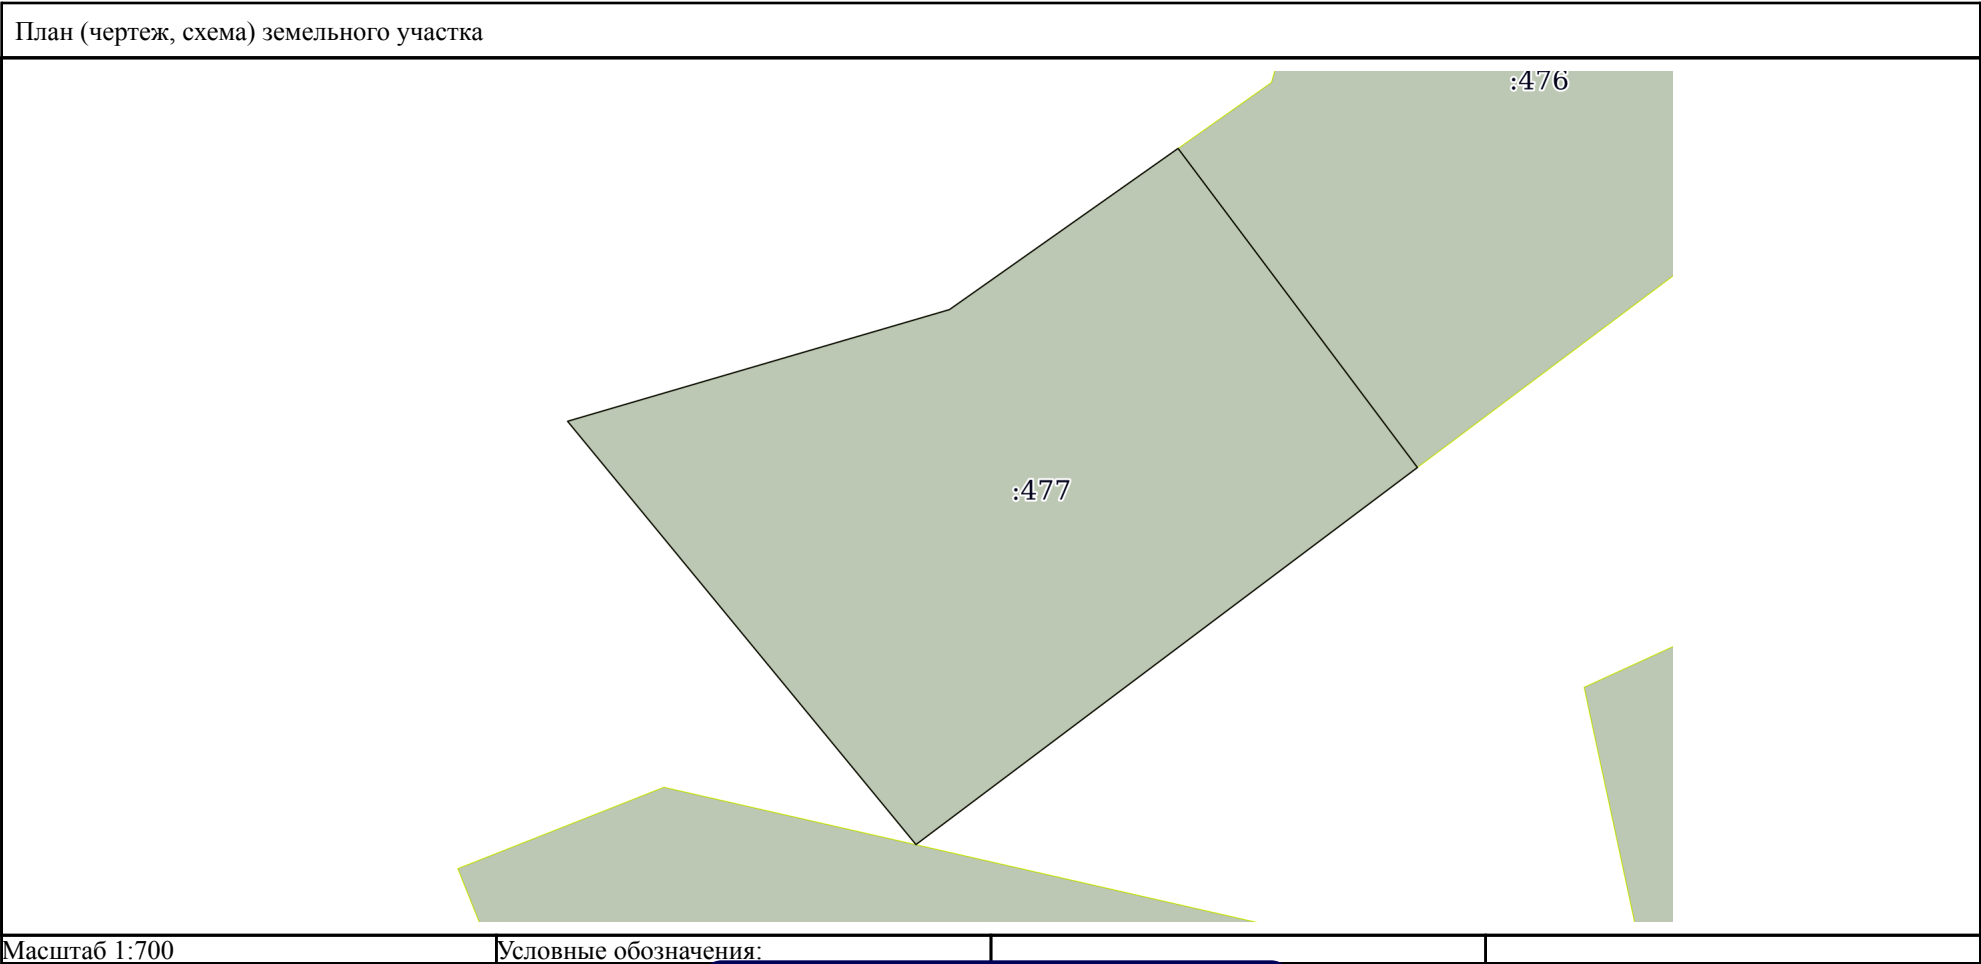 План (чертеж, схема) земельного участка
:476
:477
Масштаб 1:700
Условные обозначения: